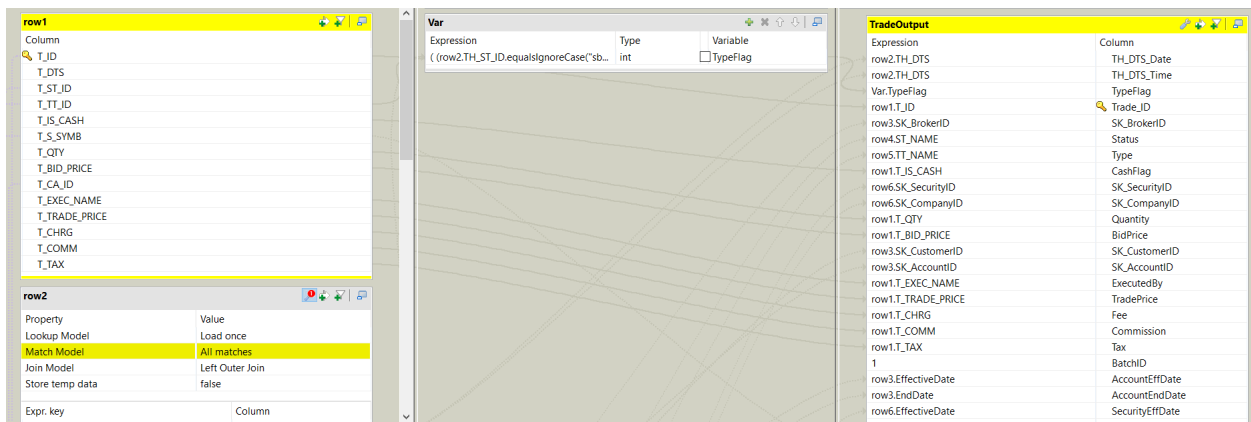 row1
Column
T_ID
T_DTS
T_ST_ID
T_TT_ID
T_IS_CASH
T_S_SYMB
T_QTY
T_BID_PRICE
T_CA_ID
T_EXEC_NAME
T_TRADE_PRICE
T_CHRG
T_COMM
T_TAX
row2
Property Value
Lookup Model Load once
Match Model All matches
Join Model Left Outer Join
Store temp data false
Expr. key Column
Var
Expression Type Variable
( (row2.TH_ST_ID.equalsIgnoreCase("sb... int TypeFlag
TradeOutput
Expression Column
row2.TH_DTS TH_DTS_Date
row2.TH_DTS TH_DTS_Time
Var.TypeFlag TypeFlag
row1.T_ID Trade_ID
row3.SK_BrokerID SK_BrokerID
row4.ST_NAME Status
row5.TT_NAME Type
row1.T_IS_CASH CashFlag
row6.SK_SecurityID SK_SecurityID
row6.SK_CompanyID SK_CompanyID
row1.T_QTY Quantity
row1.T_BID_PRICE BidPrice
row3.SK_CustomerID SK_CustomerID
row3.SK_AccountID SK_AccountID
row1.T_EXEC_NAME ExecutedBy
row1.T_TRADE_PRICE TradePrice
row1.T_CHRG Fee
row1.T_COMM Commission
row1.T_TAX Tax
1 BatchID
row3.EffectiveDate AccountEffDate
row3.EndDate AccountEndDate
row6.EffectiveDate SecurityEffDate